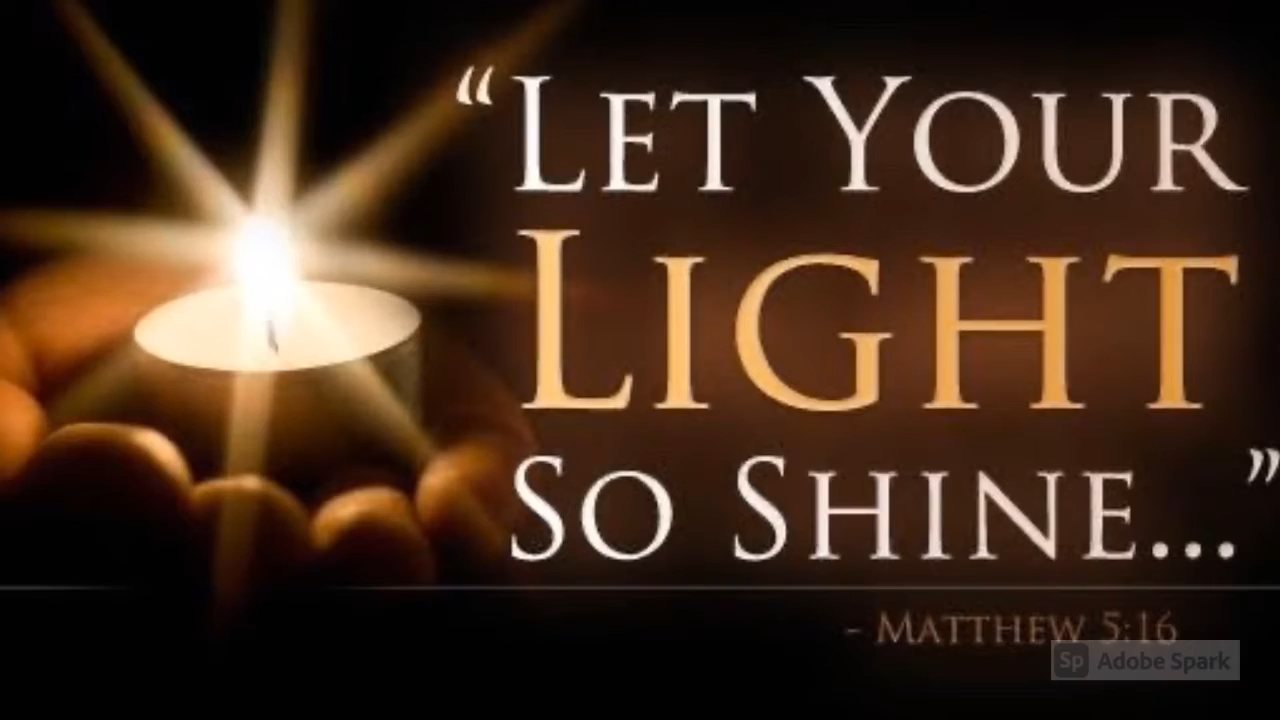 “Let Your
Light
So Shine...”
- Matthew 5:16
Sp Adobe Spark